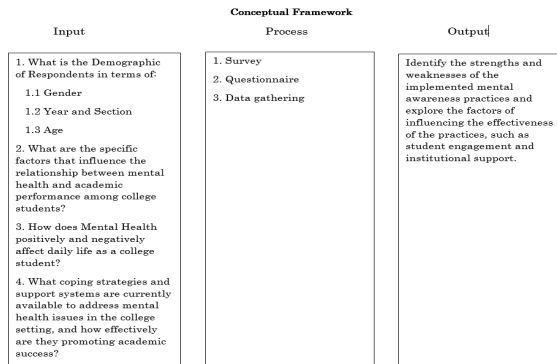 Conceptual Framework
Input
Process
Output
1. What is the Demographic
of Respondents in terms of:
1.1 Gender
1.2 Year and Section
1.3 Age
2. What are the specific
factors that influence the
relationship between mental
health and academic
performance among college
students?
3. How does Mental Health
positively and negatively
affect daily life as a college
student?
4. What coping strategies and
support systems are currently
available to address mental
health issues in the college
setting, and how effectively
are they promoting academic
success?
1. Survey
2. Questionnaire
3. Data gathering
Identify the strengths and
weaknesses of the
implemented mental
awareness practices and
explore the factors of
influencing the effectiveness
of the practices, such as
student engagement and
institutional support.